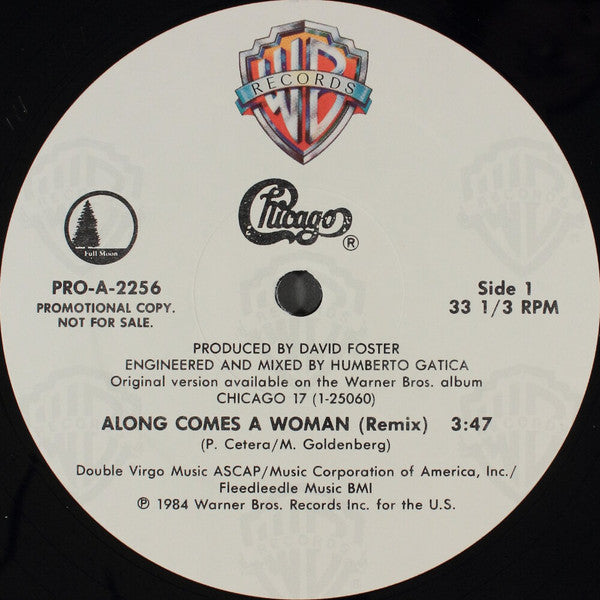 WB
RECORDS
Chicago
®
Full Moon
PRO-A-2256
PROMOTIONAL COPY.
NOT FOR SALE.
Side 1
33 1/3 RPM
PRODUCED BY DAVID FOSTER
ENGINEERED AND MIXED BY HUMBERTO GATICA
Original version available on the Warner Bros. album
CHICAGO 17 (1-25060)
ALONG COMES A WOMAN (Remix) 3:47
(P. Cetera/M. Goldenberg)
Double Virgo Music ASCAP/Music Corporation of America, Inc./
Fleedleedle Music BMI
℗ 1984 Warner Bros. Records Inc. for the U.S.